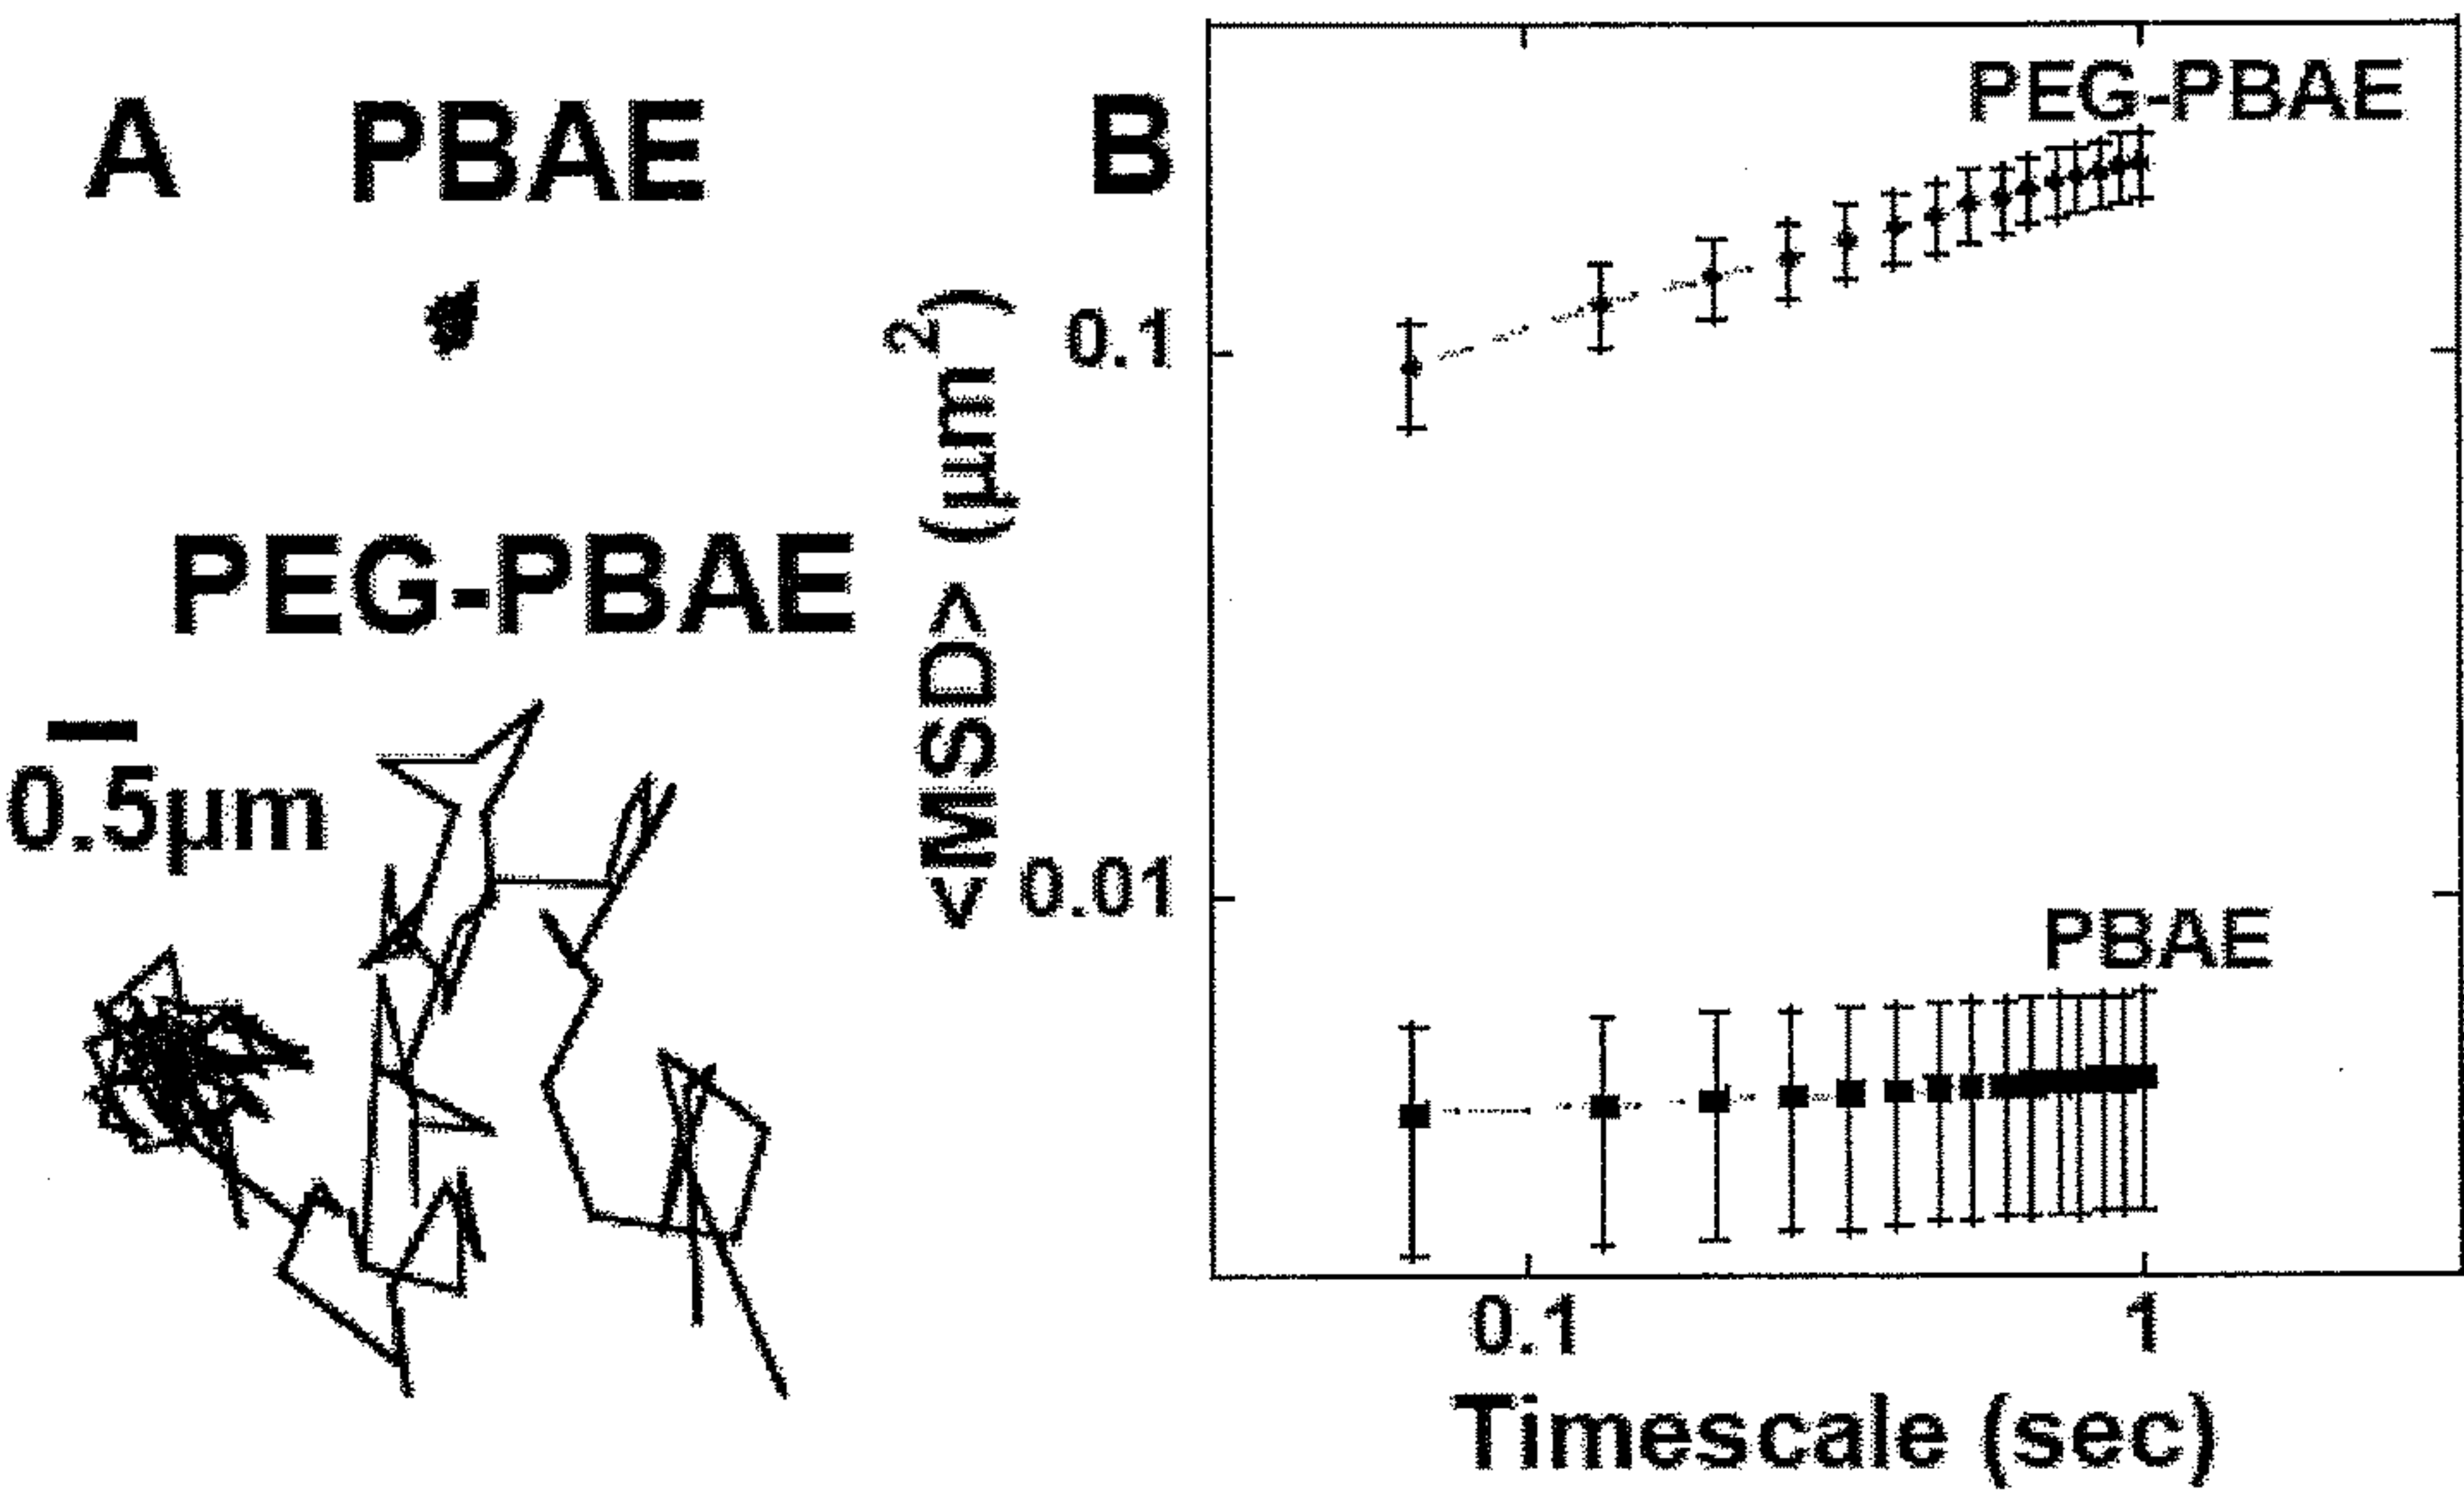 A PBAE
PEG-PBAE
0.5µm
B
<MSD> (µm²)
0.1
0.01
PEG-PBAE
PBAE
0.1 1
Timescale (sec)